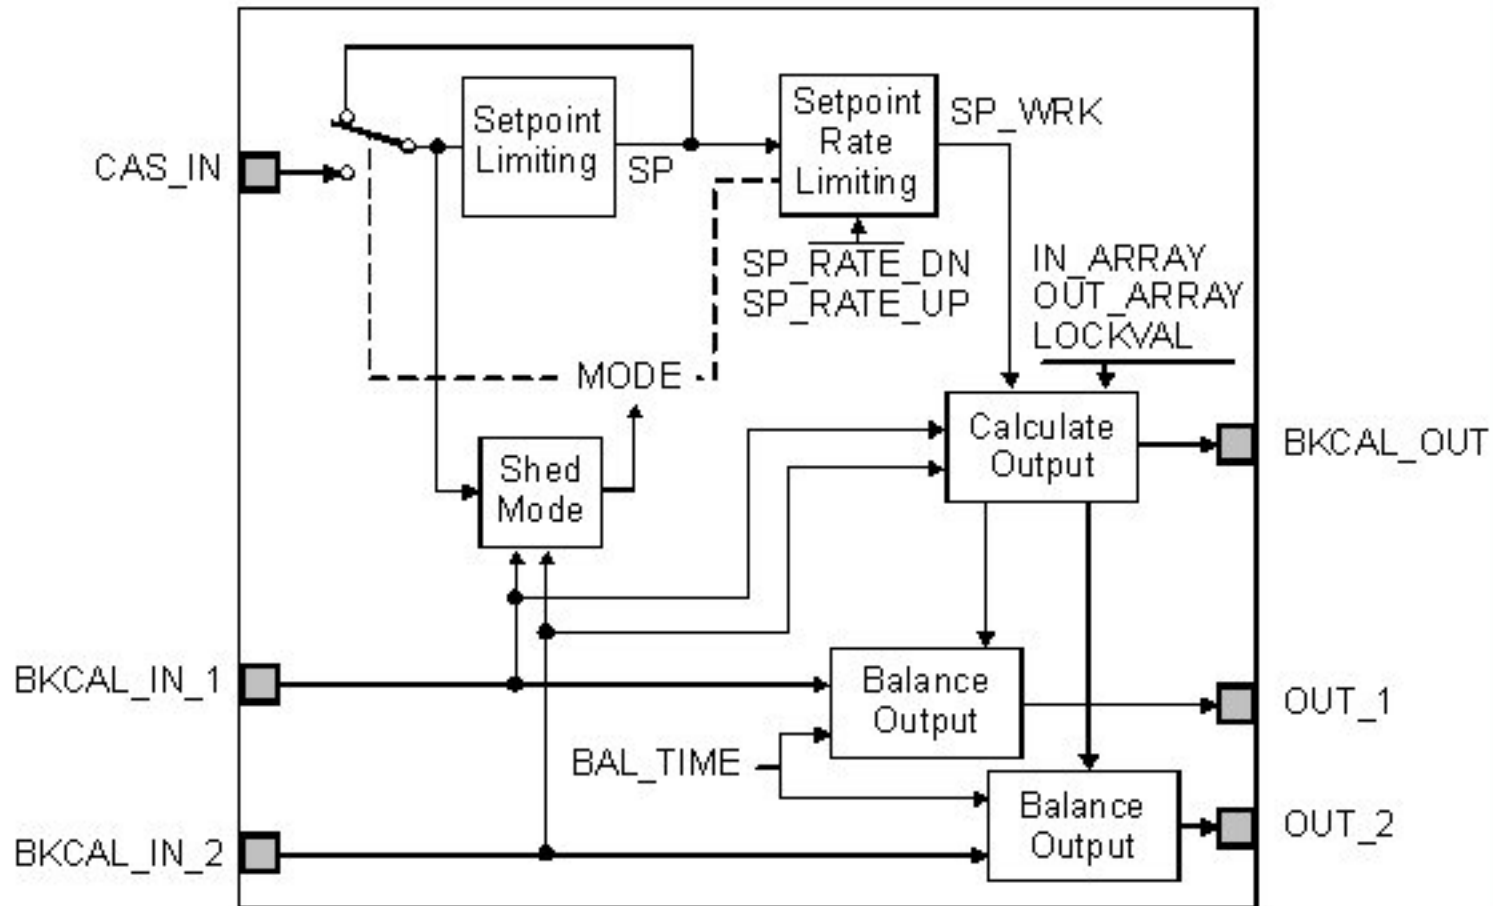 CAS_IN
Setpoint
Limiting
SP
Setpoint
Rate
Limiting
SP_WRK
SP_RATE_DN
SP_RATE_UP
IN_ARRAY
OUT_ARRAY
LOCKVAL
MODE
Shed
Mode
Calculate
Output
BKCAL_OUT
BKCAL_IN_1
Balance
Output
OUT_1
BAL_TIME
BKCAL_IN_2
Balance
Output
OUT_2